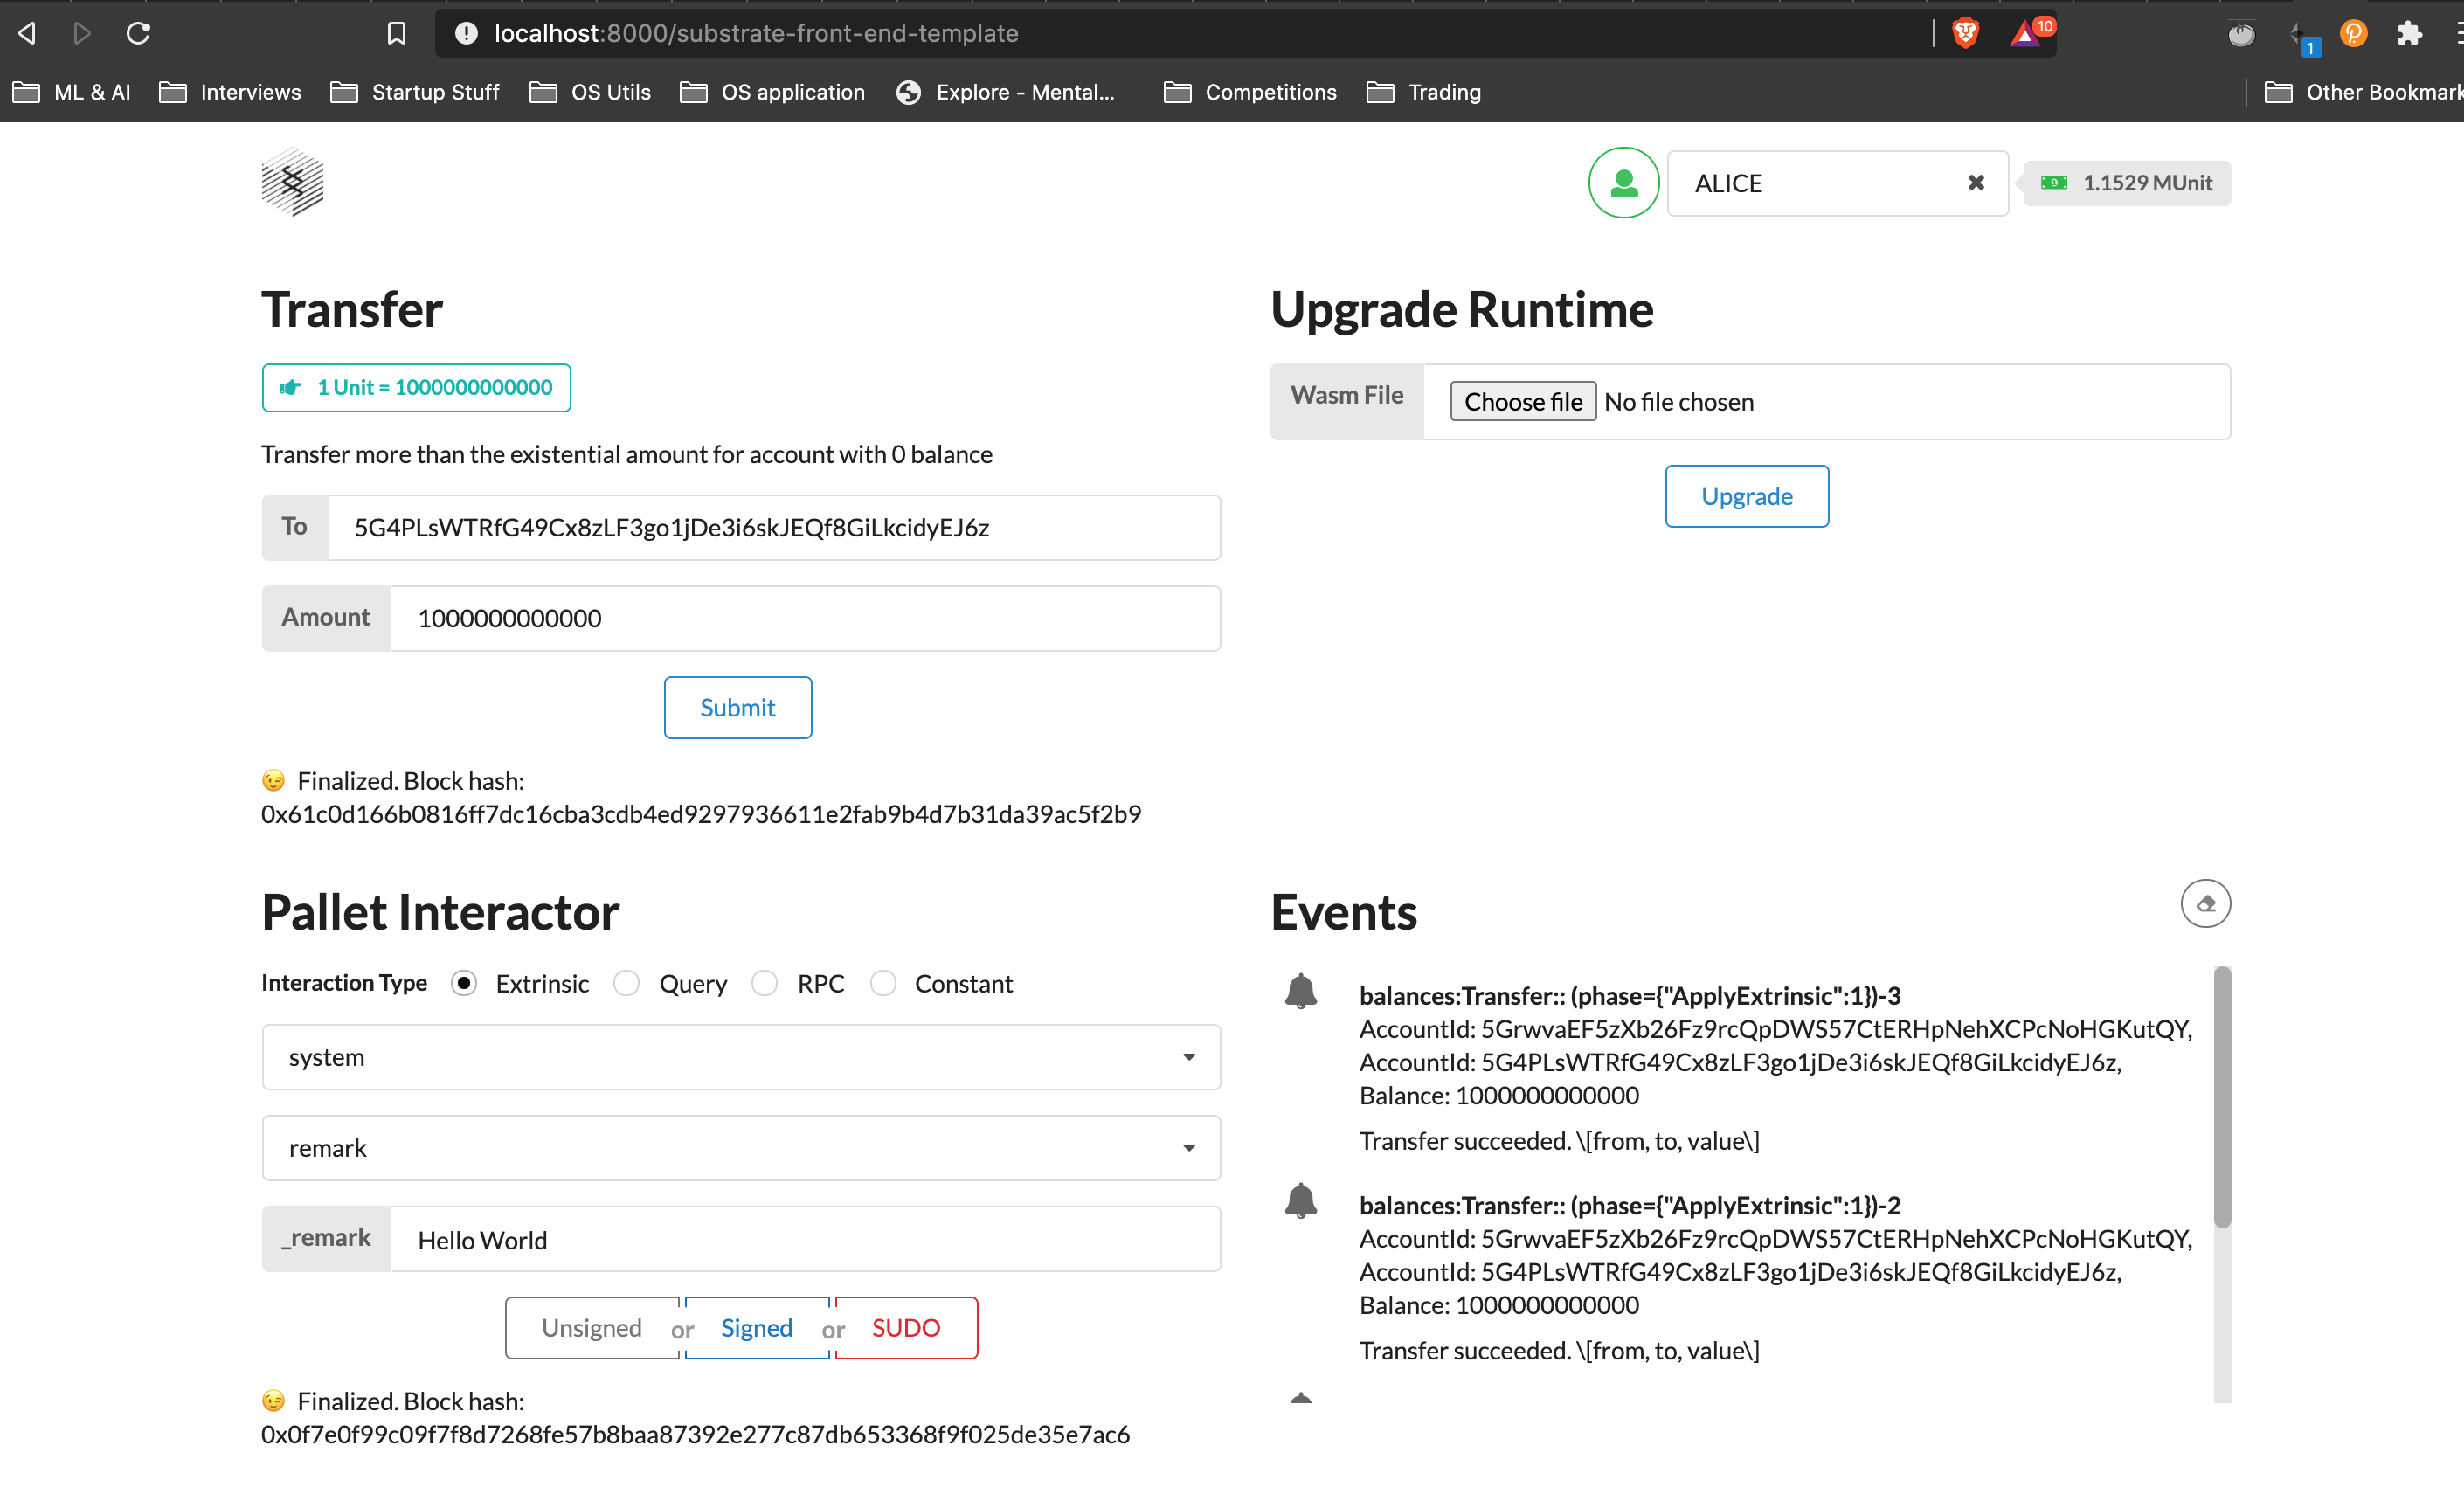 localhost:8000/substrate-front-end-template
10
1
ML & AI
Interviews
Startup Stuff
OS Utils
OS application
Explore - Mental...
Competitions
Trading
Other Bookmark
ALICE
1.1529 MUnit
Transfer
1 Unit = 1000000000000
Transfer more than the existential amount for account with 0 balance
To
5G4PLsWTRfG49Cx8zLF3go1jDe3i6skJEQf8GiLkcidyEJ6z
Amount
1000000000000
Submit
Finalized. Block hash:
0x61c0d166b0816ff7dc16cba3cdb4ed9297936611e2fab9b4d7b31da39ac5f2b9
Upgrade Runtime
Wasm File
Choose file No file chosen
Upgrade
Pallet Interactor
Interaction Type Extrinsic Query RPC Constant
system
remark
_remark
Hello World
Unsigned or Signed or SUDO
Finalized. Block hash:
0x0f7e0f99c09f7f8d7268fe57b8baa87392e277c87db653368f9f025de35e7ac6
Events
balances:Transfer:: (phase={"ApplyExtrinsic":1})-3
AccountId: 5GrwvaEF5zXb26Fz9rcQpDWS57CtERHpNehXCPcNoHGKutQY,
AccountId: 5G4PLsWTRfG49Cx8zLF3go1jDe3i6skJEQf8GiLkcidyEJ6z,
Balance: 1000000000000
Transfer succeeded. \[from, to, value\]
balances:Transfer:: (phase={"ApplyExtrinsic":1})-2
AccountId: 5GrwvaEF5zXb26Fz9rcQpDWS57CtERHpNehXCPcNoHGKutQY,
AccountId: 5G4PLsWTRfG49Cx8zLF3go1jDe3i6skJEQf8GiLkcidyEJ6z,
Balance: 1000000000000
Transfer succeeded. \[from, to, value\]